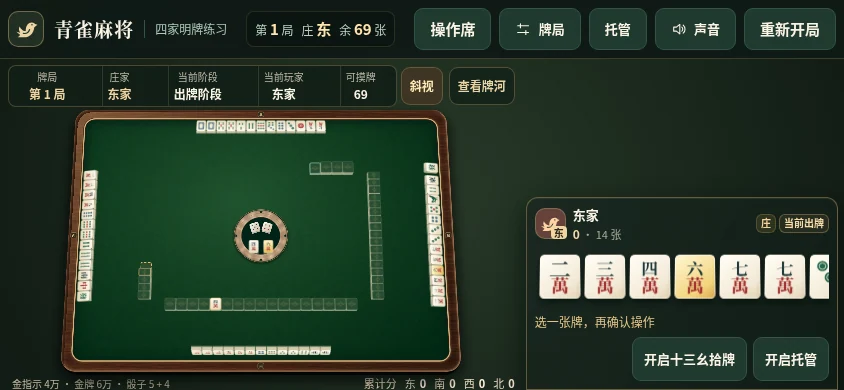 青雀麻将 四家明牌练习 第 1 局 庄 东 余 69 张 操作席 牌局 托管 声音 重新开局
牌局 庄家 当前阶段 当前玩家 可摸牌
第 1 局 东家 出牌阶段 东家 69
斜视 查看牌河
东家 庄 当前出牌
东 0 · 14 张
二萬 三萬 四萬 六萬 七萬 七萬
选一张牌，再确认操作
开启十三幺拾牌 开启托管
金指示 4万 · 金牌 6万 · 骰子 5 + 4 累计分 东 0 南 0 西 0 北 0